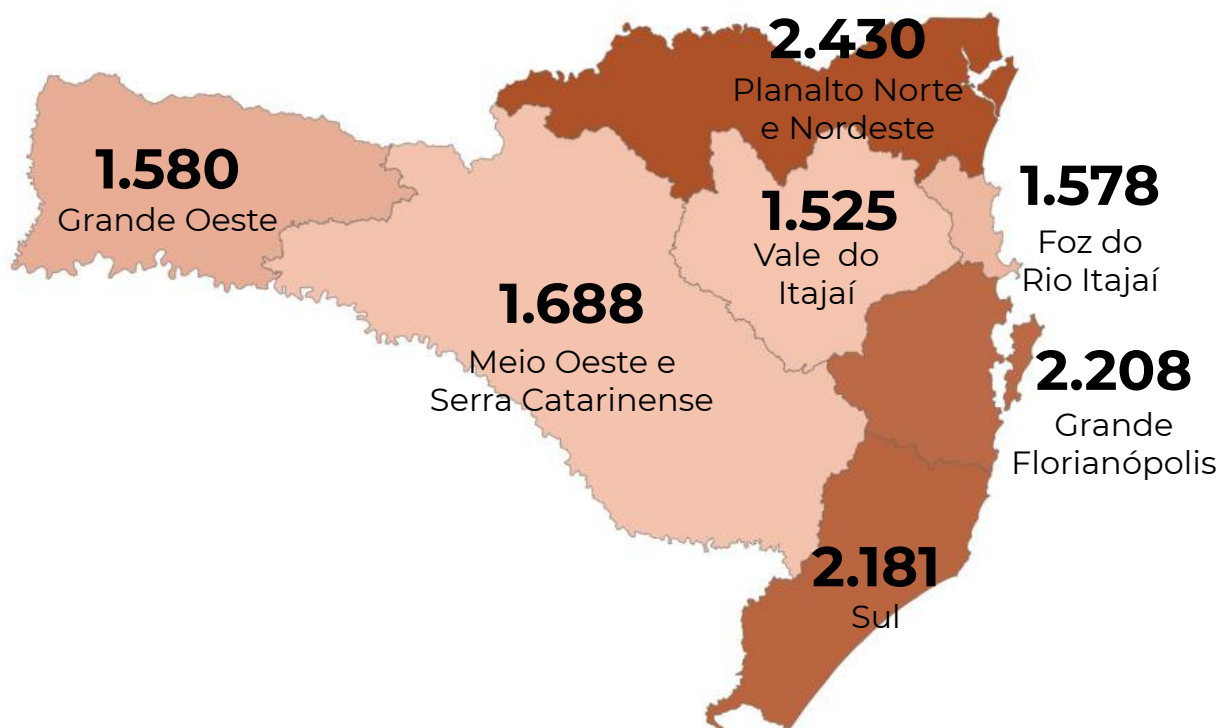 2.430
Planalto Norte
e Nordeste
1.580
Grande Oeste
1.525
Vale do
Itajaí
1.578
Foz do
Rio Itajaí
1.688
Meio Oeste e
Serra Catarinense
2.208
Grande
Florianópolis
2.181
Sul